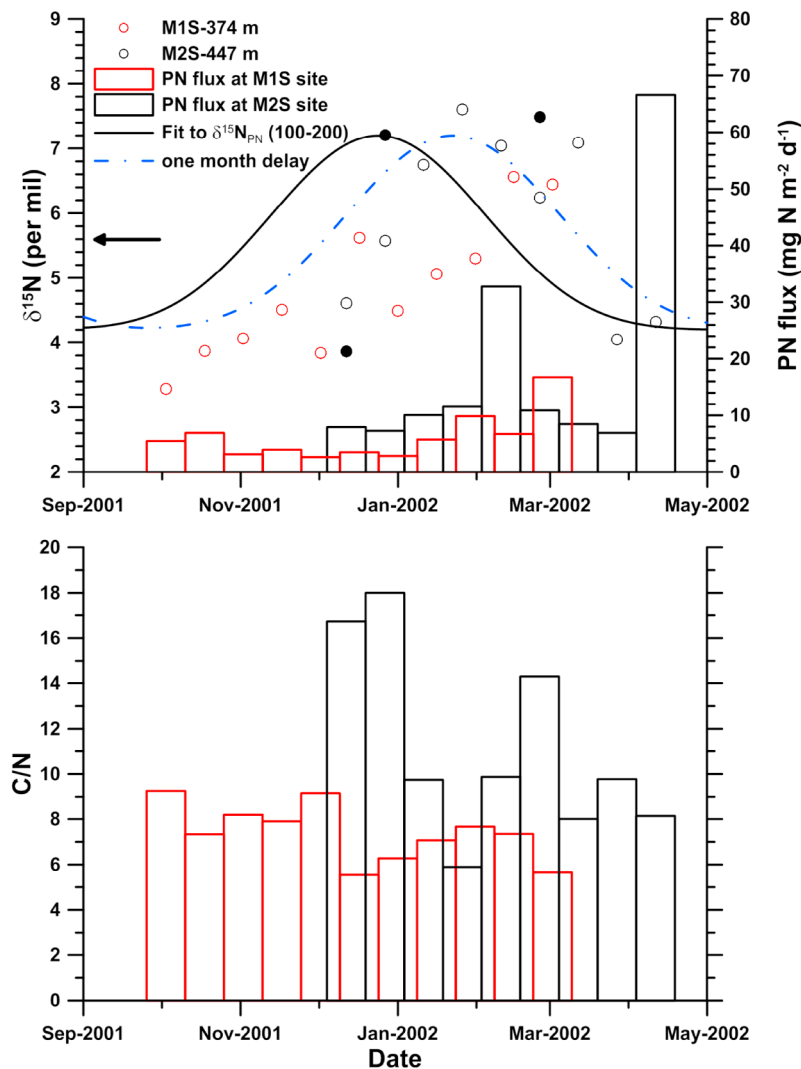 9
8
7
6
5
4
3
2
δ15N (per mil)
M1S-374 m
M2S-447 m
PN flux at M1S site
PN flux at M2S site
Fit to δ15NPN (100-200)
one month delay
80
70
60
50
40
30
20
10
0
PN flux (mg N m-2 d-1)
Sep-2001 Nov-2001 Jan-2002 Mar-2002 May-2002
20
18
16
14
12
10
8
6
4
2
0
C/N
Sep-2001 Nov-2001 Jan-2002 Mar-2002 May-2002
Date